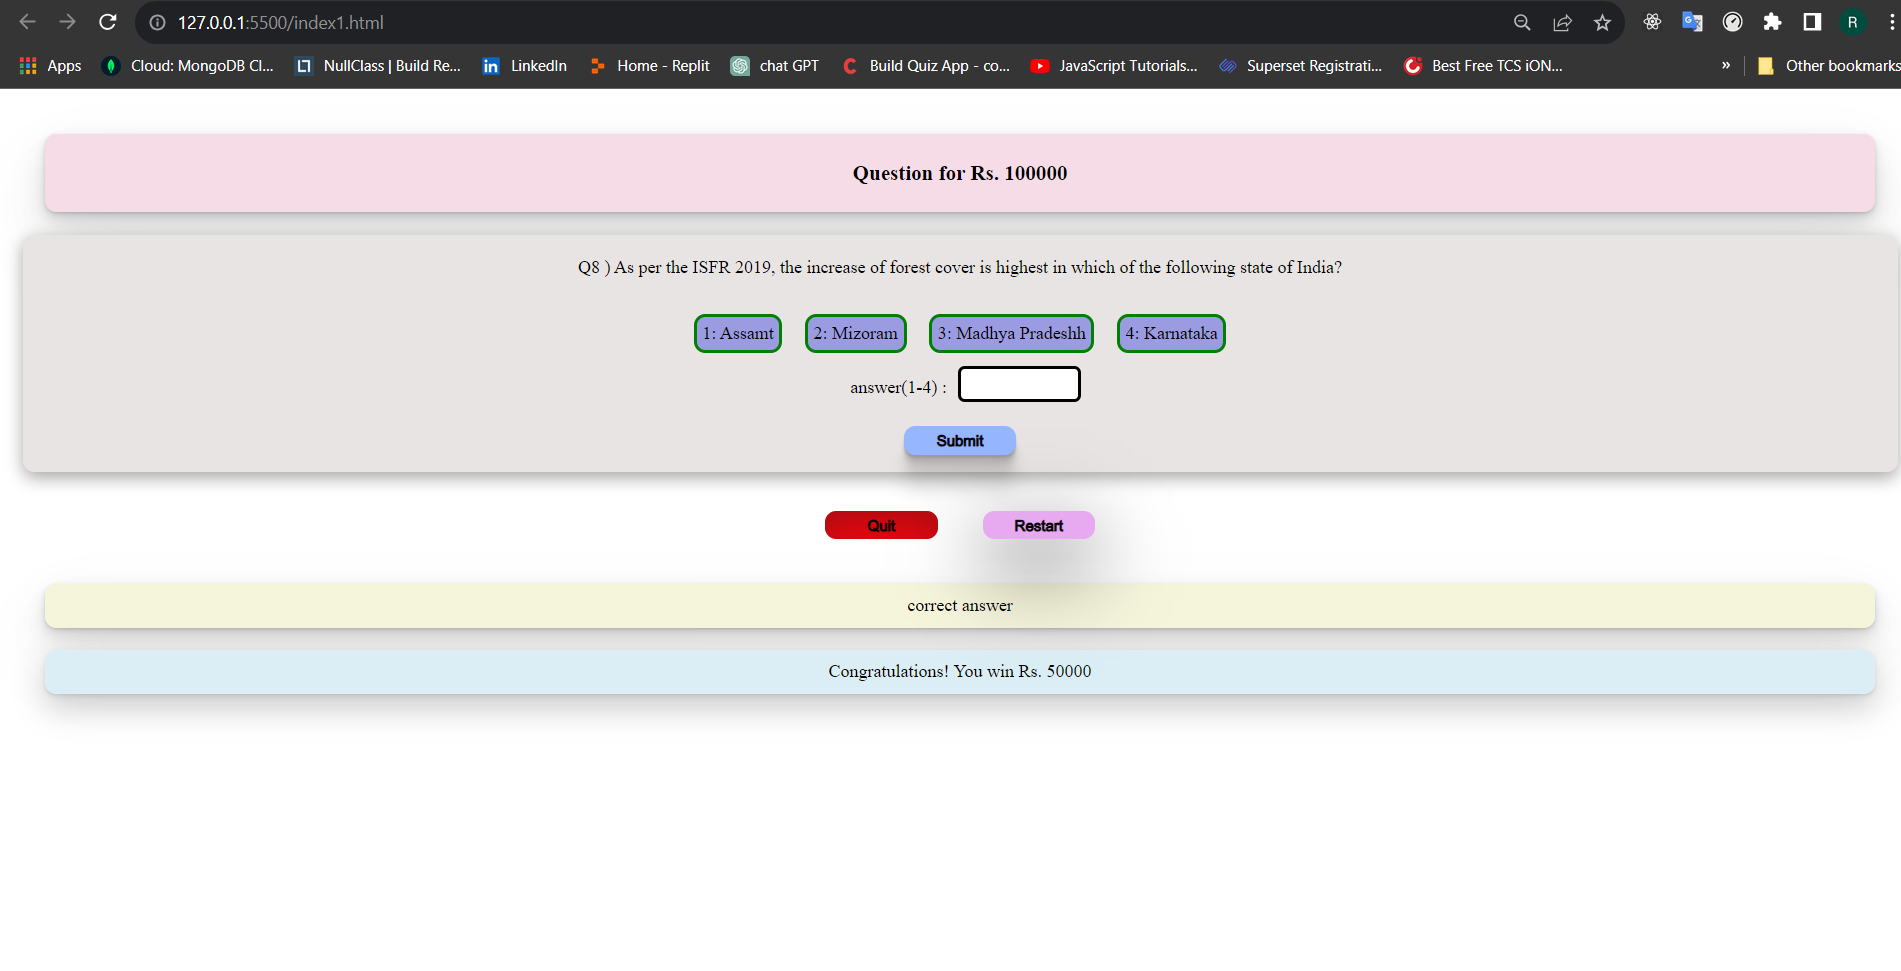 127.0.0.1:5500/index1.html
R
Apps Cloud: MongoDB Cl... NullClass | Build Re... LinkedIn Home - Replit chat GPT Build Quiz App - co... JavaScript Tutorials... Superset Registrati... Best Free TCS iON... » Other bookmarks
Question for Rs. 100000
Q8 ) As per the ISFR 2019, the increase of forest cover is highest in which of the following state of India?
1: Assamt 2: Mizoram 3: Madhya Pradeshh 4: Karnataka
answer(1-4) :
Submit
Quit Restart
correct answer
Congratulations! You win Rs. 50000